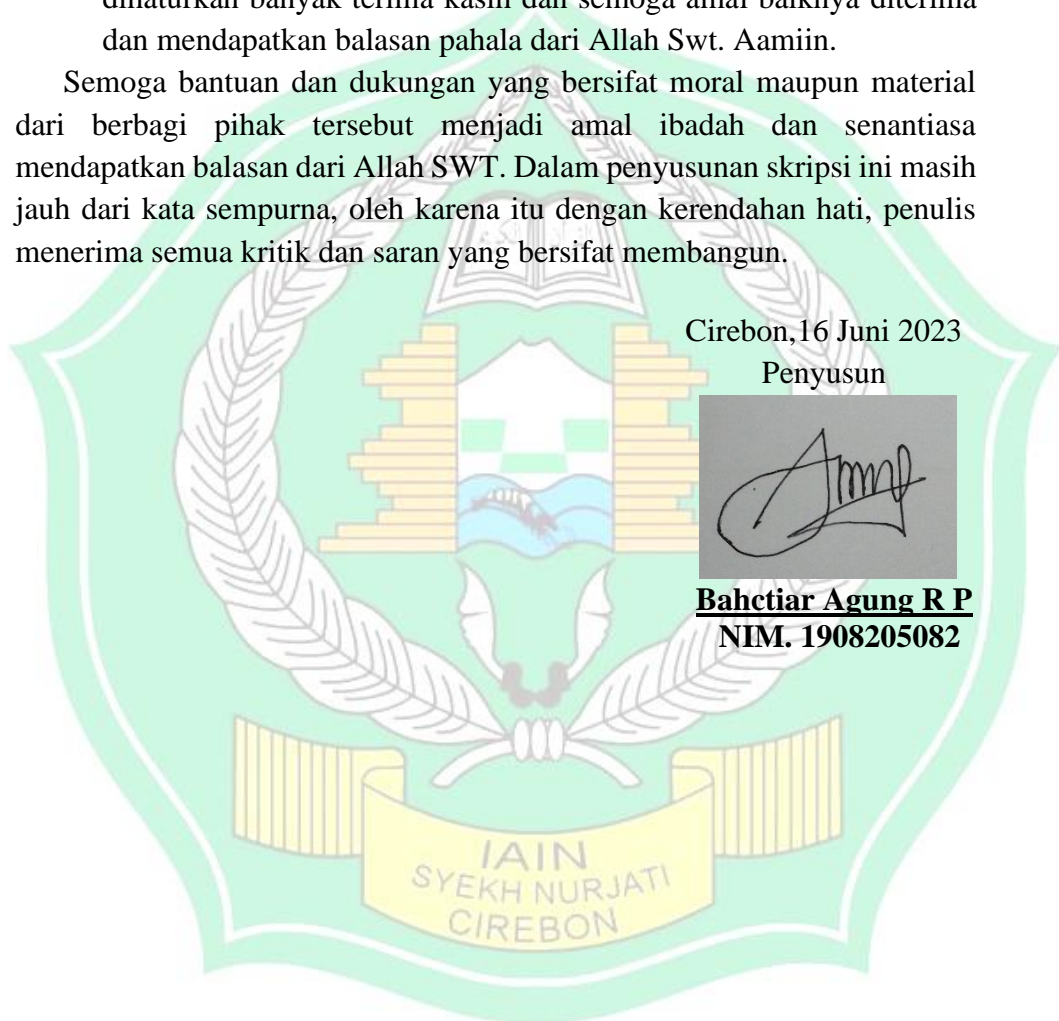 dihaturkan banyak terima kasih dan semoga amal baiknya diterima
dan mendapatkan balasan pahala dari Allah Swt. Aamiin.
Semoga bantuan dan dukungan yang bersifat moral maupun material
dari berbagi pihak tersebut menjadi amal ibadah dan senantiasa
mendapatkan balasan dari Allah SWT. Dalam penyusunan skripsi ini masih
jauh dari kata sempurna, oleh karena itu dengan kerendahan hati, penulis
menerima semua kritik dan saran yang bersifat membangun.
Cirebon,16 Juni 2023
Penyusun
Bahctiar Agung R P
NIM. 1908205082
IAIN
SYEKH NURJATI
CIREBON